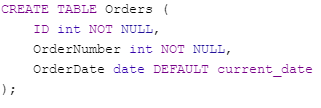 CREATE TABLE Orders (
    ID int NOT NULL,
    OrderNumber int NOT NULL,
    OrderDate date DEFAULT current_date
);